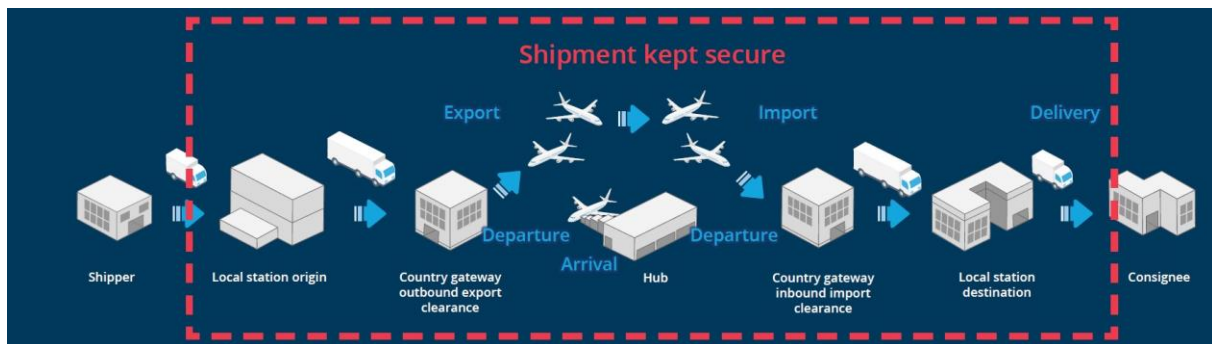 Shipment kept secure
Export
Import
Delivery
Departure
Departure
Arrival
Shipper
Local station origin
Country gateway
outbound export
clearance
Hub
Country gateway
inbound import
clearance
Local station
destination
Consignee